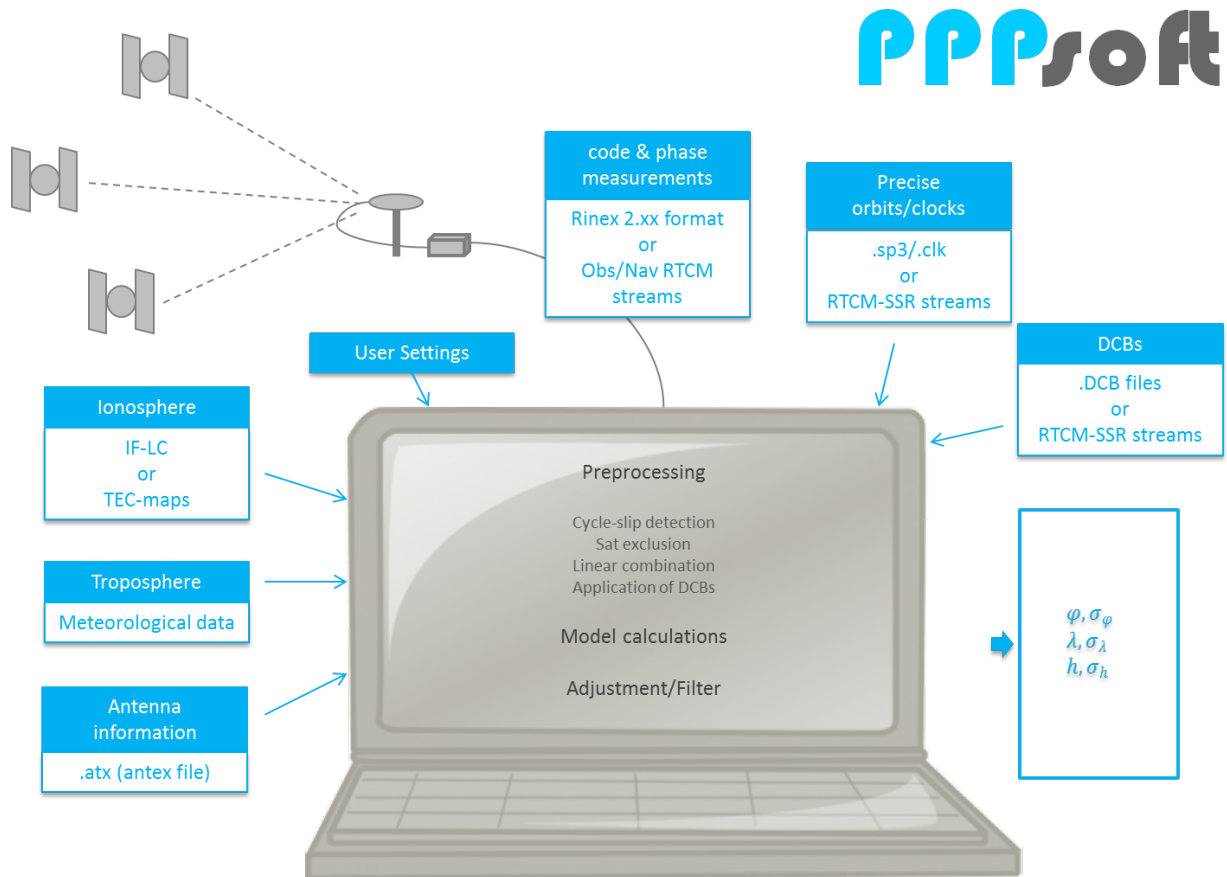 PPPsoft
code & phase
measurements
Rinex 2.xx format
or
Obs/Nav RTCM
streams
Precise
orbits/clocks
.sp3/.clk
or
RTCM-SSR streams
User Settings
DCBs
.DCB files
or
RTCM-SSR streams
Ionosphere
IF-LC
or
TEC-maps
Troposphere
Meteorological data
Antenna
information
.atx (antex file)
Preprocessing
Cycle-slip detection
Sat exclusion
Linear combination
Application of DCBs
Model calculations
Adjustment/Filter
φ, σφ
λ, σλ
h, σh